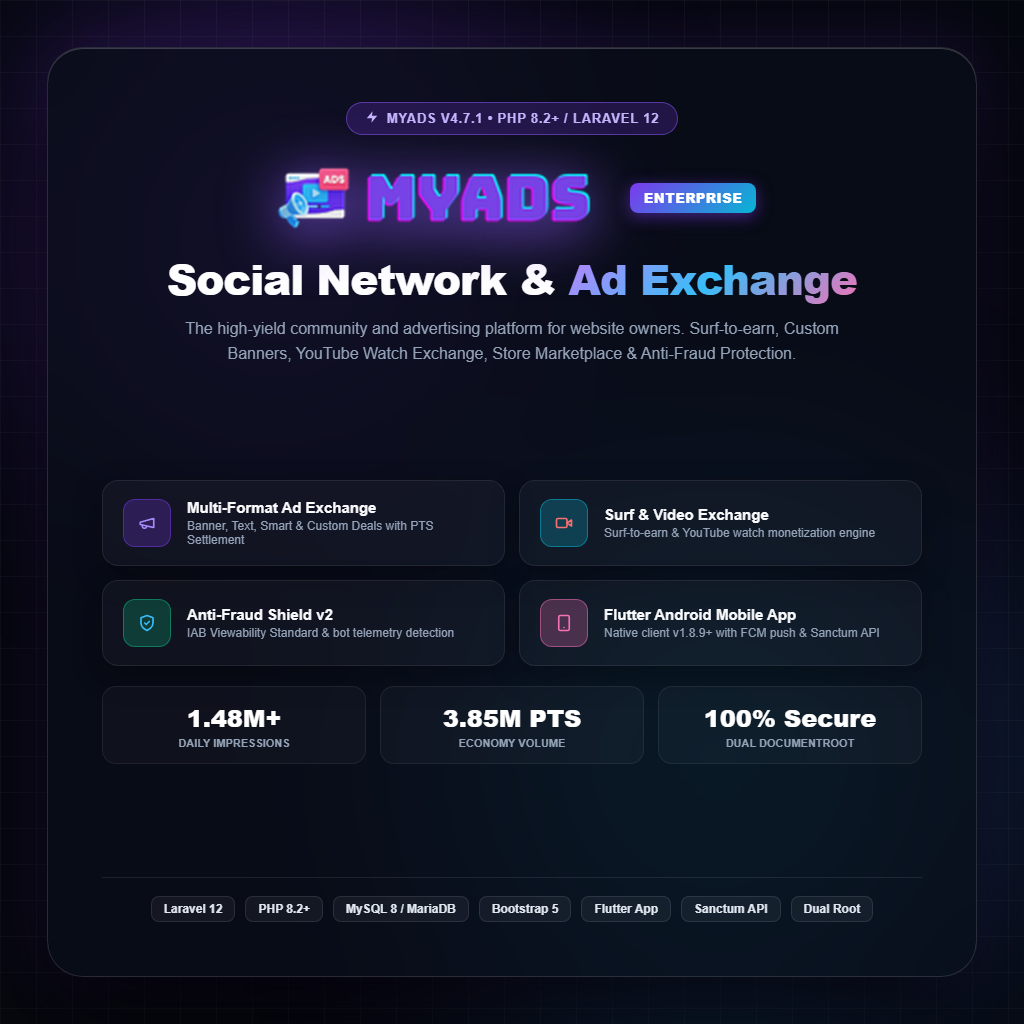 MYADS V4.7.1 • PHP 8.2+ / LARAVEL 12
ADS
MYADS
ENTERPRISE
Social Network & Ad Exchange
The high-yield community and advertising platform for website owners. Surf-to-earn, Custom
Banners, YouTube Watch Exchange, Store Marketplace & Anti-Fraud Protection.
Multi-Format Ad Exchange
Banner, Text, Smart & Custom Deals with PTS
Settlement
Surf & Video Exchange
Surf-to-earn & YouTube watch monetization engine
Anti-Fraud Shield v2
IAB Viewability Standard & bot telemetry detection
Flutter Android Mobile App
Native client v1.8.9+ with FCM push & Sanctum API
1.48M+
DAILY IMPRESSIONS
3.85M PTS
ECONOMY VOLUME
100% Secure
DUAL DOCUMENTROOT
Laravel 12
PHP 8.2+
MySQL 8 / MariaDB
Bootstrap 5
Flutter App
Sanctum API
Dual Root